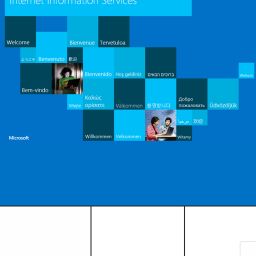 Internet Information Services
Welcome
Bienvenue
Tervetuloa
ようこそ
Benvenuto
歡迎
Bienvenido
Hoş geldiniz
ברוכים הבאים
Bem-vindo
Vítejte
Καλώς
ορίσατε
Välkommen
환영합니다
Добро
пожаловать
Üdvözöljük
Microsoft
Willkommen
Velkommen
Witamy